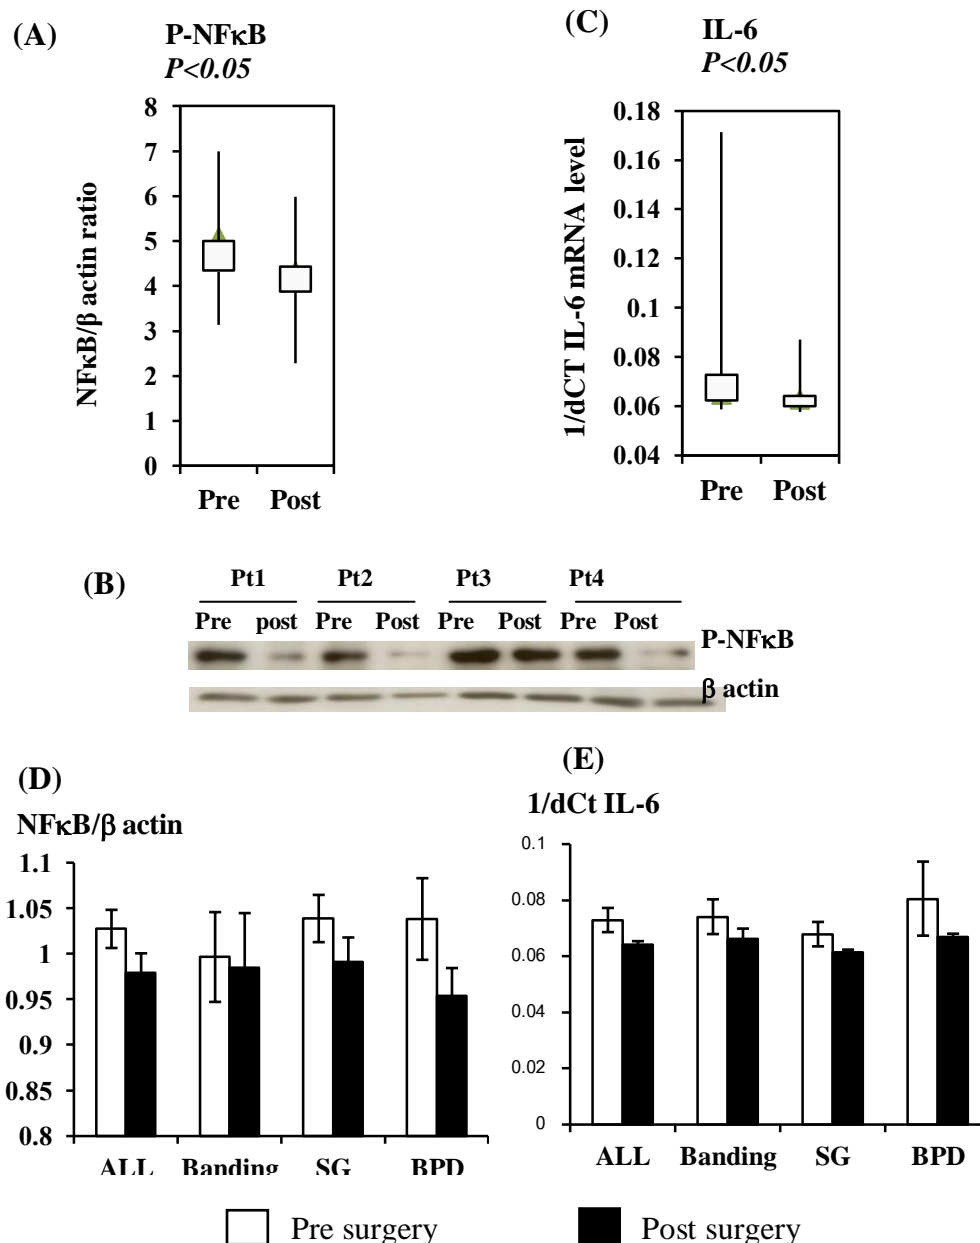 (A)
P-NFκB
P<0.05
8
7
6
5
4
3
2
1
0
NFκB/β actin ratio
Pre Post
(C)
IL-6
P<0.05
0.18
0.16
0.14
0.12
0.1
0.08
0.06
0.04
1/dCT IL-6 mRNA level
Pre Post
(B)
Pt1 Pt2 Pt3 Pt4
Pre post Pre Post Pre Post Pre Post
P-NFκB
β actin
(D)
NFκB/β actin
1.1
1.05
1
0.95
0.9
0.85
0.8
ALL Banding SG BPD
(E)
1/dCt IL-6
0.1
0.08
0.06
0.04
0.02
0
ALL Banding SG BPD
Pre surgery Post surgery